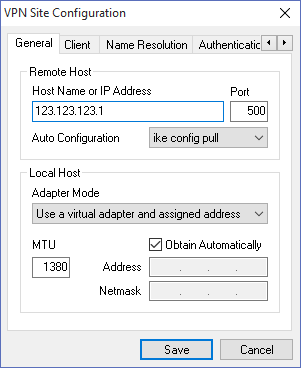 VPN Site Configuration
General Client Name Resolution Authenticatio
Remote Host
Host Name or IP Address Port
123.123.123.1 500
Auto Configuration ike config pull
Local Host
Adapter Mode
Use a virtual adapter and assigned address
MTU Obtain Automatically
1380 Address . . .
Netmask . . .
Save Cancel